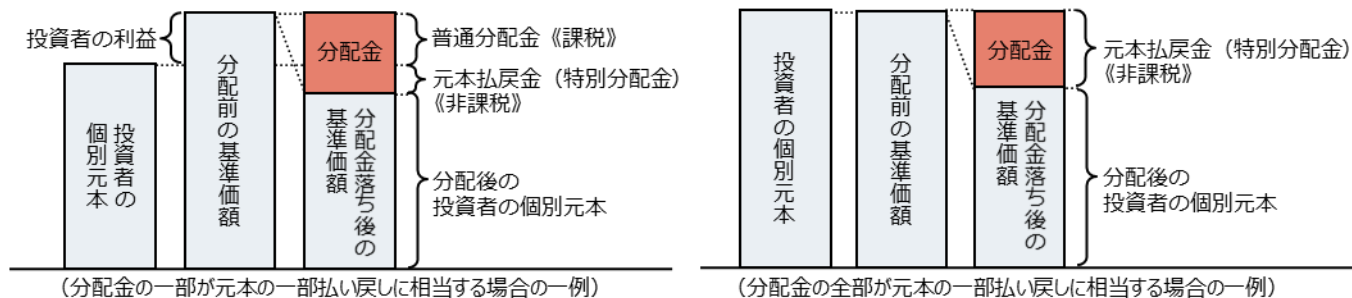 投資者の利益
投資者の
個別元本
分配前の基準価額
分配金
分配金落ち後の
基準価額
普通分配金《課税》
元本払戻金（特別分配金）
《非課税》
分配後の
投資者の個別元本
（分配金の一部が元本の一部払い戻しに相当する場合の一例）
投資者の個別元本
分配前の基準価額
分配金
分配金落ち後の
基準価額
元本払戻金（特別分配金）
《非課税》
分配後の
投資者の個別元本
（分配金の全部が元本の一部払い戻しに相当する場合の一例）